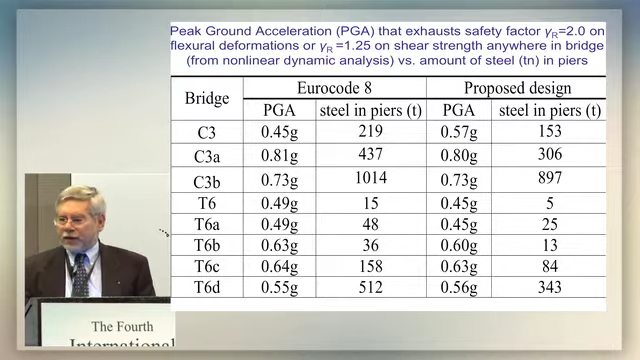 Peak Ground Acceleration (PGA) that exhausts safety factor γR=2.0 on
flexural deformations or γR =1.25 on shear strength anywhere in bridge
(from nonlinear dynamic analysis) vs. amount of steel (tn) in piers
Bridge Eurocode 8 Proposed design
PGA steel in piers (t) PGA steel in piers (t)
C3 0.45g 219 0.57g 153
C3a 0.81g 437 0.80g 306
C3b 0.73g 1014 0.73g 897
T6 0.49g 15 0.45g 5
T6a 0.49g 48 0.45g 25
T6b 0.63g 36 0.60g 13
T6c 0.64g 158 0.63g 84
T6d 0.55g 512 0.56g 343
The Fourth
International